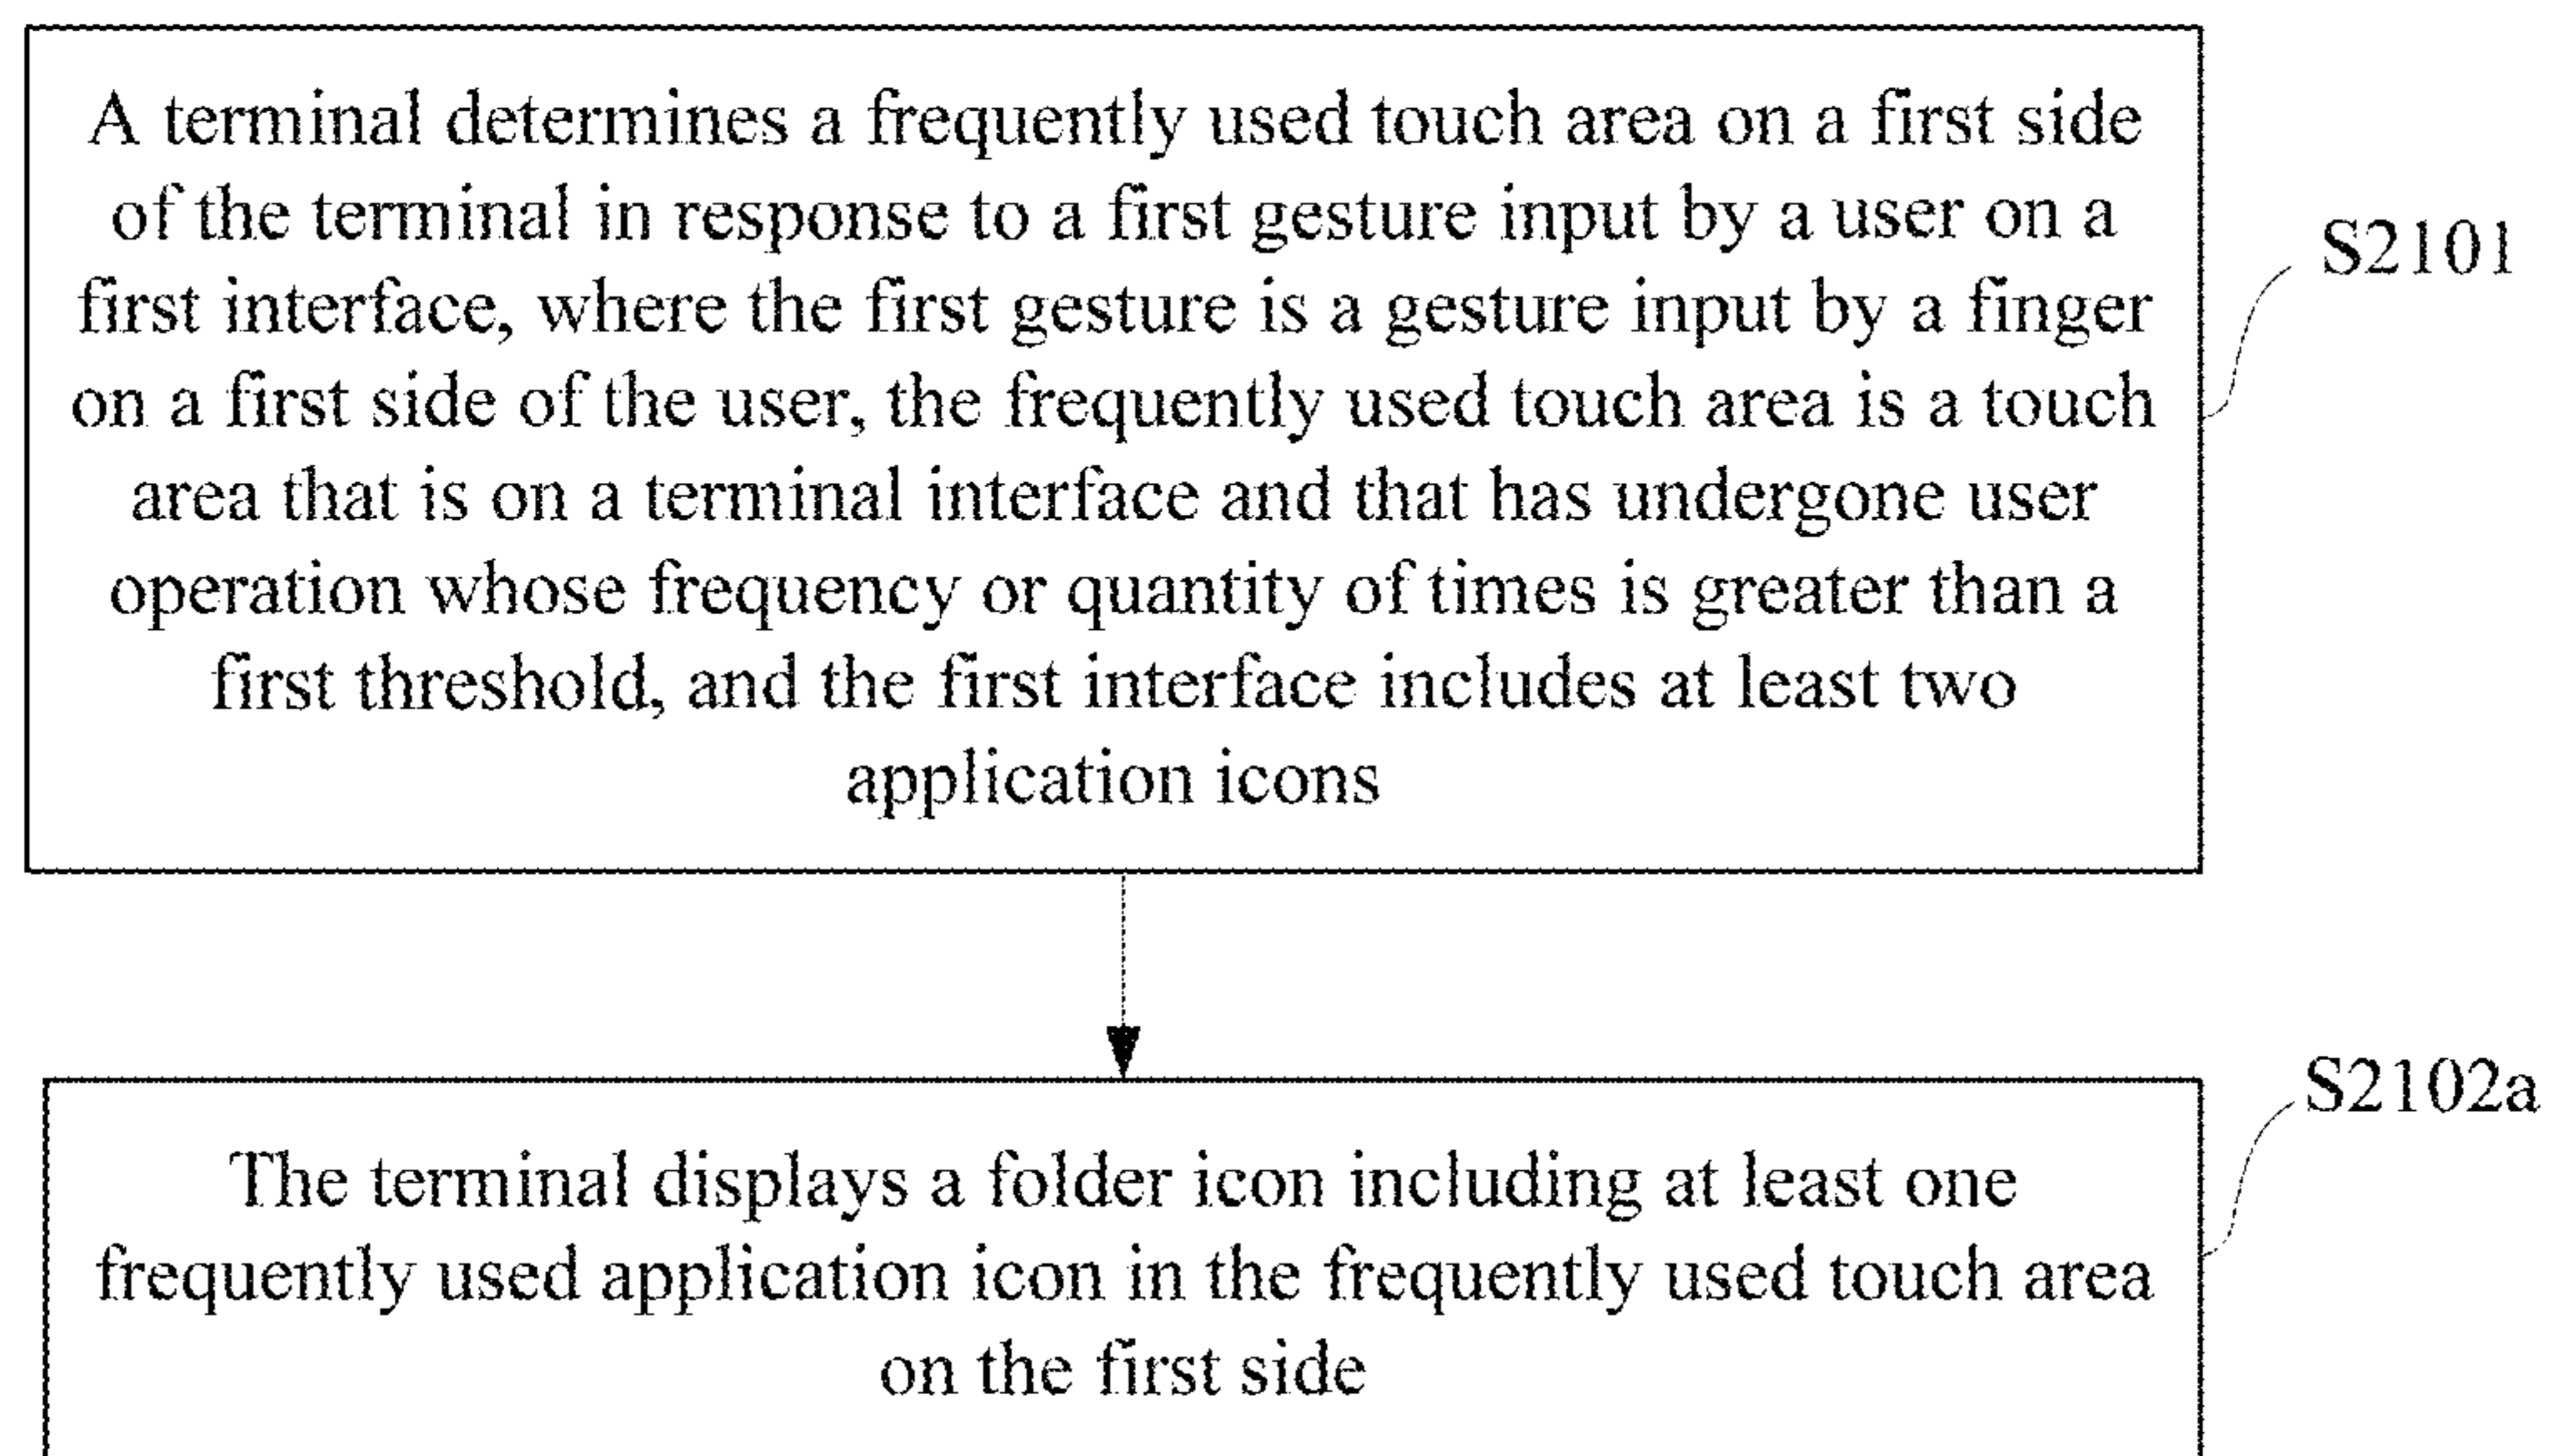 A terminal determines a frequently used touch area on a first side
of the terminal in response to a first gesture input by a user on a
first interface, where the first gesture is a gesture input by a finger
on a first side of the user, the frequently used touch area is a touch
area that is on a terminal interface and that has undergone user
operation whose frequency or quantity of times is greater than a
first threshold, and the first interface includes at least two
application icons
S2101
The terminal displays a folder icon including at least one
frequently used application icon in the frequently used touch area
on the first side
S2102a